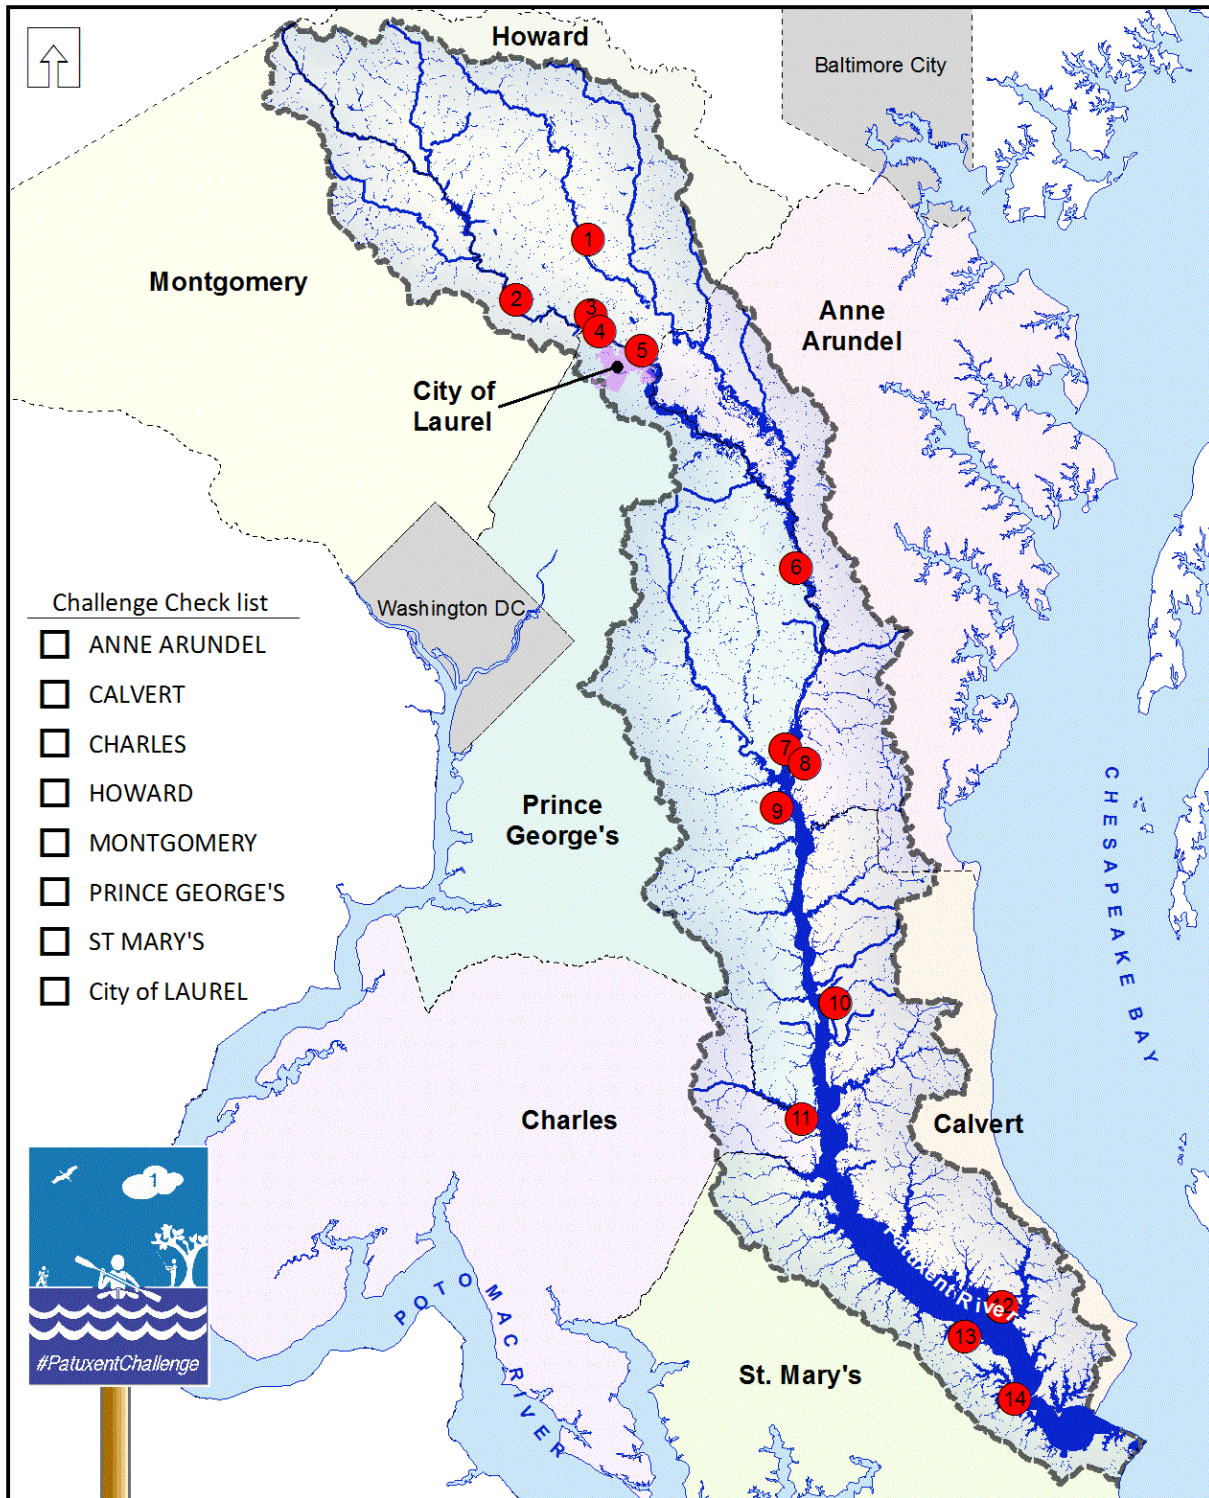 Howard
Baltimore City
Montgomery
Anne
Arundel
City of
Laurel
1
2
3
4
5
6
Washington DC
Challenge Check list
ANNE ARUNDEL
CALVERT
CHARLES
HOWARD
MONTGOMERY
PRINCE GEORGE'S
ST MARY'S
City of LAUREL
7
8
9
Prince
George's
CHESAPEAKE BAY
10
11
Charles
Calvert
Patuxent River
12
13
14
St. Mary's
POTOMAC RIVER
1
#PatuxentChallenge